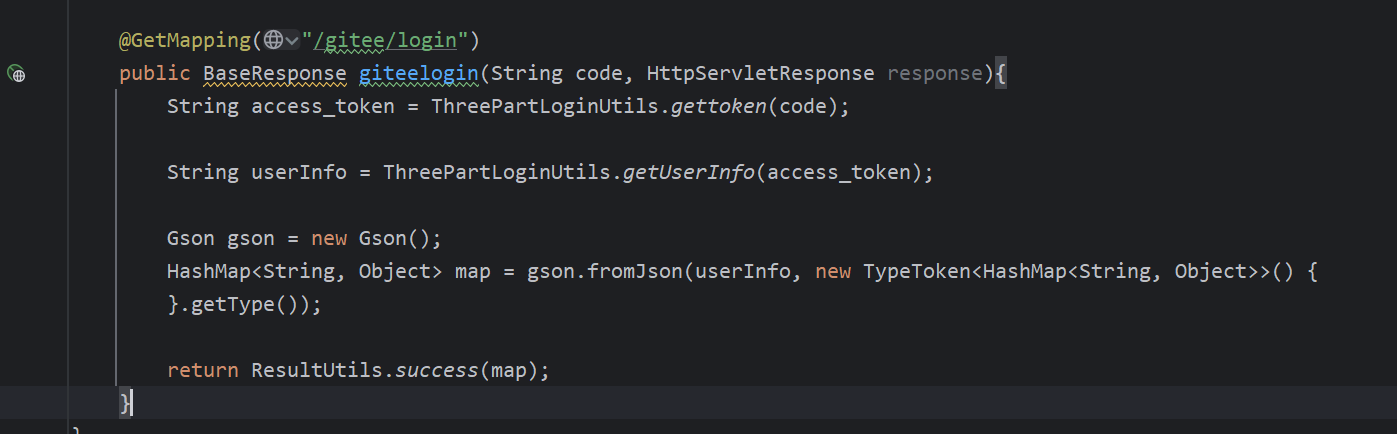 @GetMapping("/gitee/login")
public BaseResponse giteelogin(String code, HttpServletResponse response){
String access_token = ThreePartLoginUtils.gettoken(code);
String userInfo = ThreePartLoginUtils.getUserInfo(access_token);
Gson gson = new Gson();
HashMap<String, Object> map = gson.fromJson(userInfo, new TypeToken<HashMap<String, Object>>() {
}.getType());
return ResultUtils.success(map);
}
}